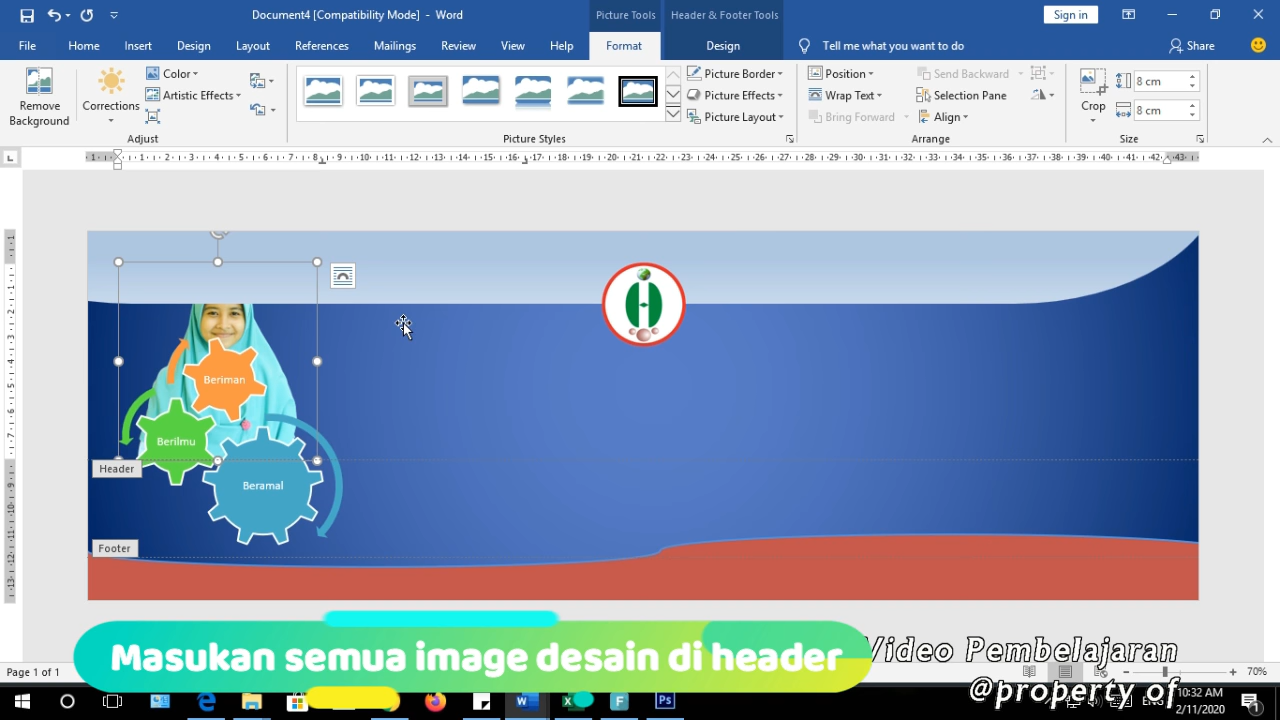 Document4 [Compatibility Mode] - Word
Picture Tools
Header & Footer Tools
Sign in
File Home Insert Design Layout References Mailings Review View Help Format Design Tell me what you want to do Share
Remove Background
Corrections
Color
Artistic Effects
Adjust
Picture Styles
Picture Border
Picture Effects
Picture Layout
Position
Wrap Text
Bring Forward
Send Backward
Selection Pane
Align
Arrange
Crop
8 cm
8 cm
Size
Beriman
Berilmu
Beramal
Header
Footer
Masukan semua image desain di header
Video Pembelajaran
@property of
Page 1 of 1
70%
10:32 AM
2/11/2020